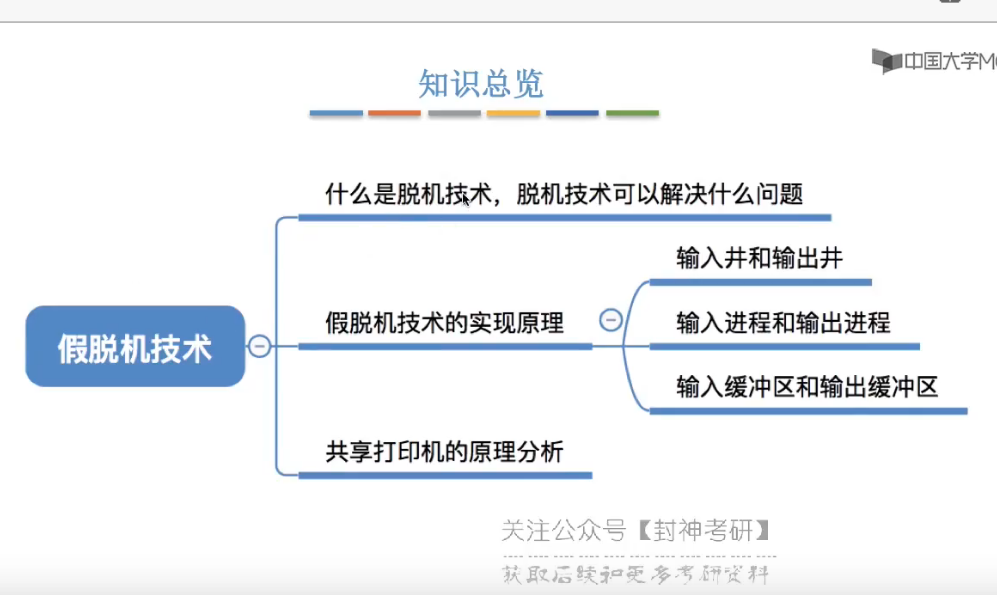 中国大学M
知识总览
什么是脱机技术，脱机技术可以解决什么问题
输入井和输出井
假脱机技术的实现原理
输入进程和输出进程
假脱机技术
输入缓冲区和输出缓冲区
共享打印机的原理分析
关注公众号【封神考研】
获取后续和更多考研资料